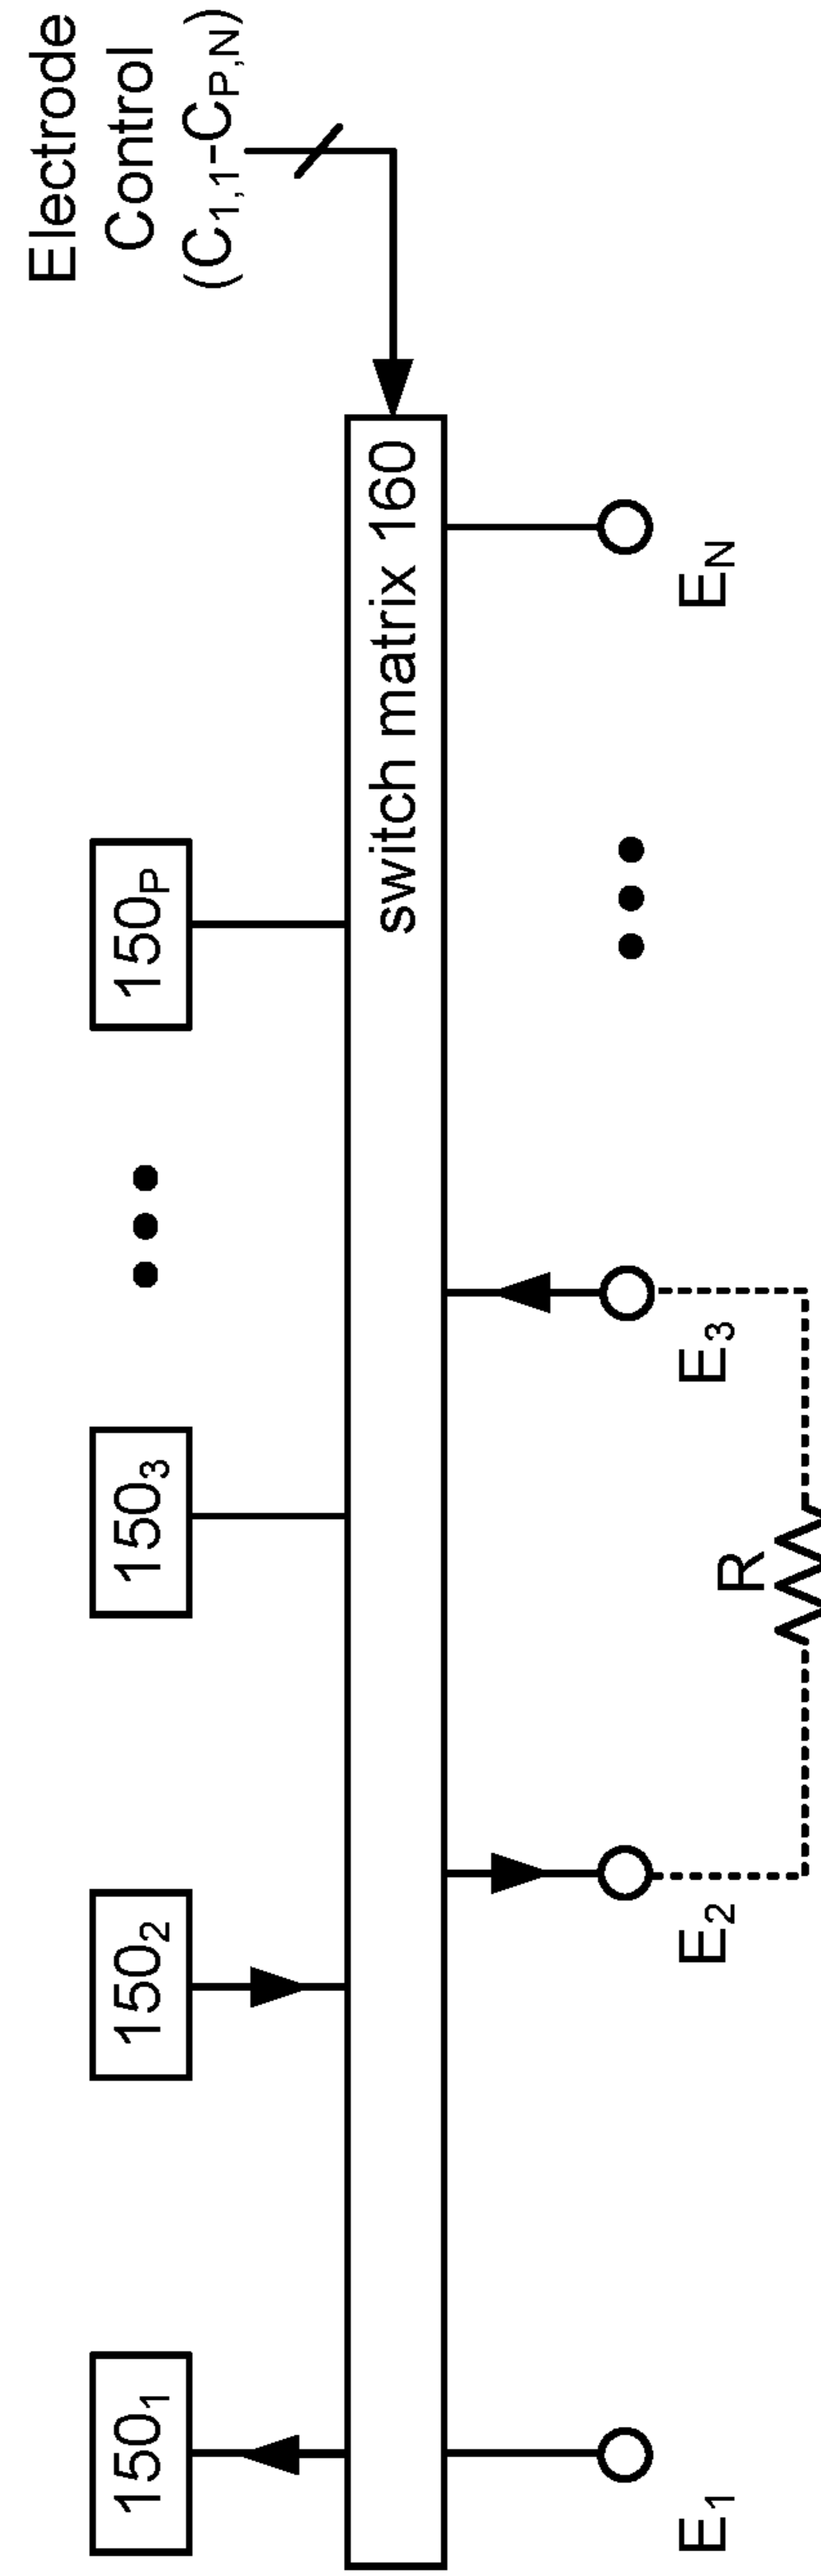 Electrode
Control
(C1,1-CP,N)
1501
1502
1503
150P
switch matrix 160
E1
E2
E3
EN
R